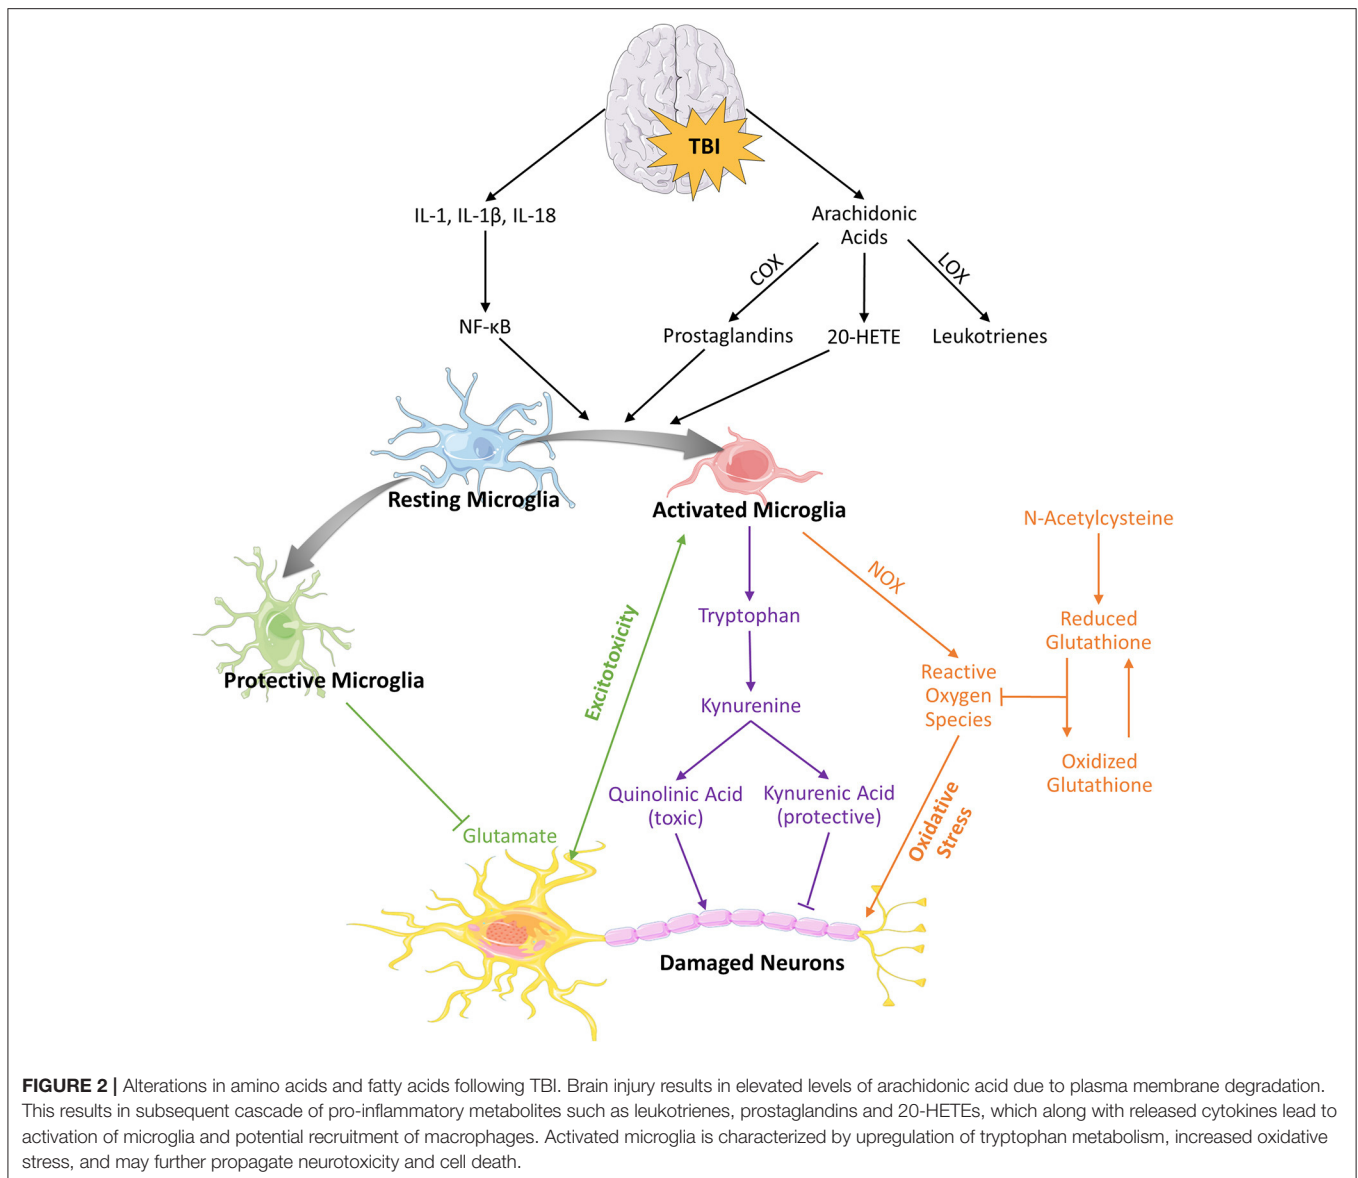 TBI
IL-1, IL-1β, IL-18
Arachidonic
Acids
COX
LOX
NF-κB
Prostaglandins
20-HETE
Leukotrienes
Resting Microglia
Activated Microglia
N-Acetylcysteine
NOX
Tryptophan
Reduced
Glutathione
Excitotoxicity
Protective Microglia
Reactive
Oxygen
Species
Kynurenine
Oxidized
Glutathione
Quinolinic Acid
(toxic)
Kynurenic Acid
(protective)
Oxidative
Stress
Glutamate
Damaged Neurons
FIGURE 2 | Alterations in amino acids and fatty acids following TBI. Brain injury results in elevated levels of arachidonic acid due to plasma membrane degradation.
This results in subsequent cascade of pro-inflammatory metabolites such as leukotrienes, prostaglandins and 20-HETEs, which along with released cytokines lead to
activation of microglia and potential recruitment of macrophages. Activated microglia is characterized by upregulation of tryptophan metabolism, increased oxidative
stress, and may further propagate neurotoxicity and cell death.